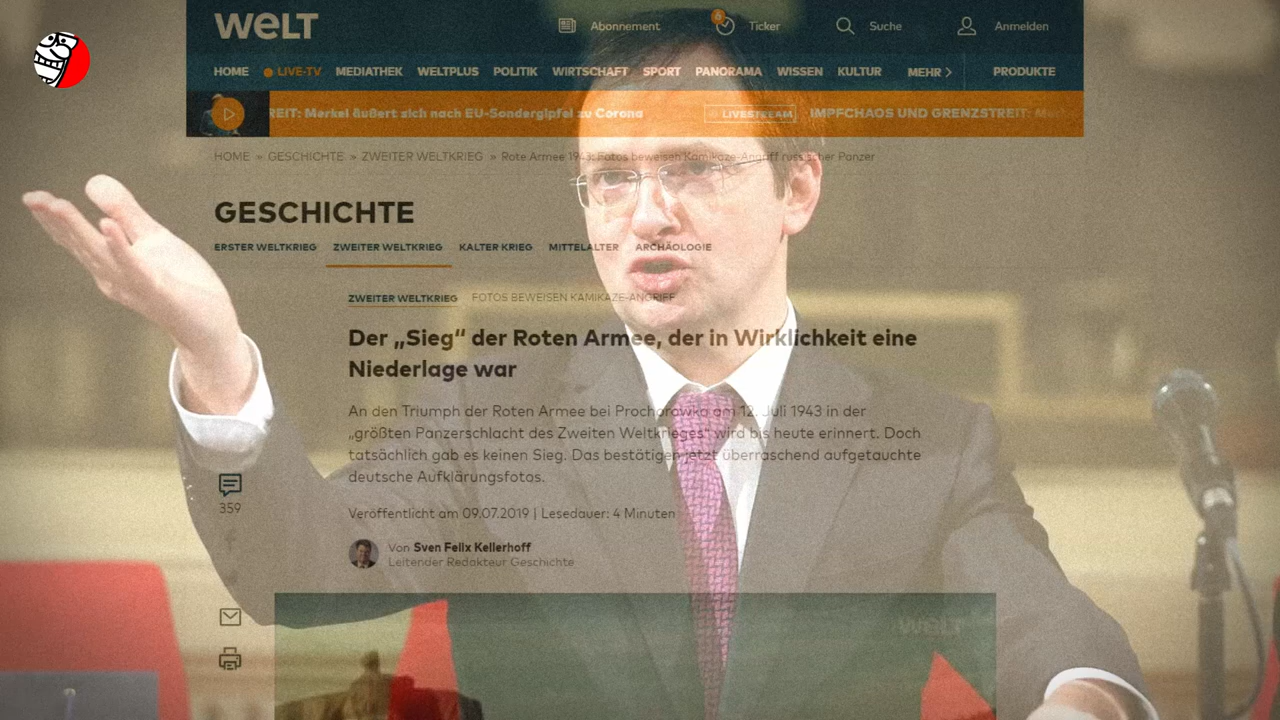 WELT
Abonnement
6
Ticker
Suche
Anmelden
HOME LIVE-TV MEDIATHEK WELTPLUS POLITIK WIRTSCHAFT SPORT PANORAMA WISSEN KULTUR MEHR PRODUKTE
REIT: Merkel äußert sich nach EU-Sondergipfel zu Corona LIVESTREAM IMPFCHAOS UND GRENZSTREIT:
HOME » GESCHICHTE » ZWEITER WELTKRIEG » Rote Armee 1943: Fotos beweisen Kamikaze-Angriff russischer Panzer
GESCHICHTE
ERSTER WELTKRIEG ZWEITER WELTKRIEG KALTER KRIEG MITTELALTER ARCHÄOLOGIE
ZWEITER WELTKRIEG FOTOS BEWEISEN KAMIKAZE-ANGRIFF
Der „Sieg“ der Roten Armee, der in Wirklichkeit eine
Niederlage war
An den Triumph der Roten Armee bei Prochorowka am 12. Juli 1943 in der
„größten Panzerschlacht des Zweiten Weltkrieges“ wird bis heute erinnert. Doch
tatsächlich gab es keinen Sieg. Das bestätigen jetzt überraschend aufgetauchte
deutsche Aufklärungsfotos.
359
Veröffentlicht am 09.07.2019 | Lesedauer: 4 Minuten
Von Sven Felix Kellerhoff
Leitender Redakteur Geschichte
WELT